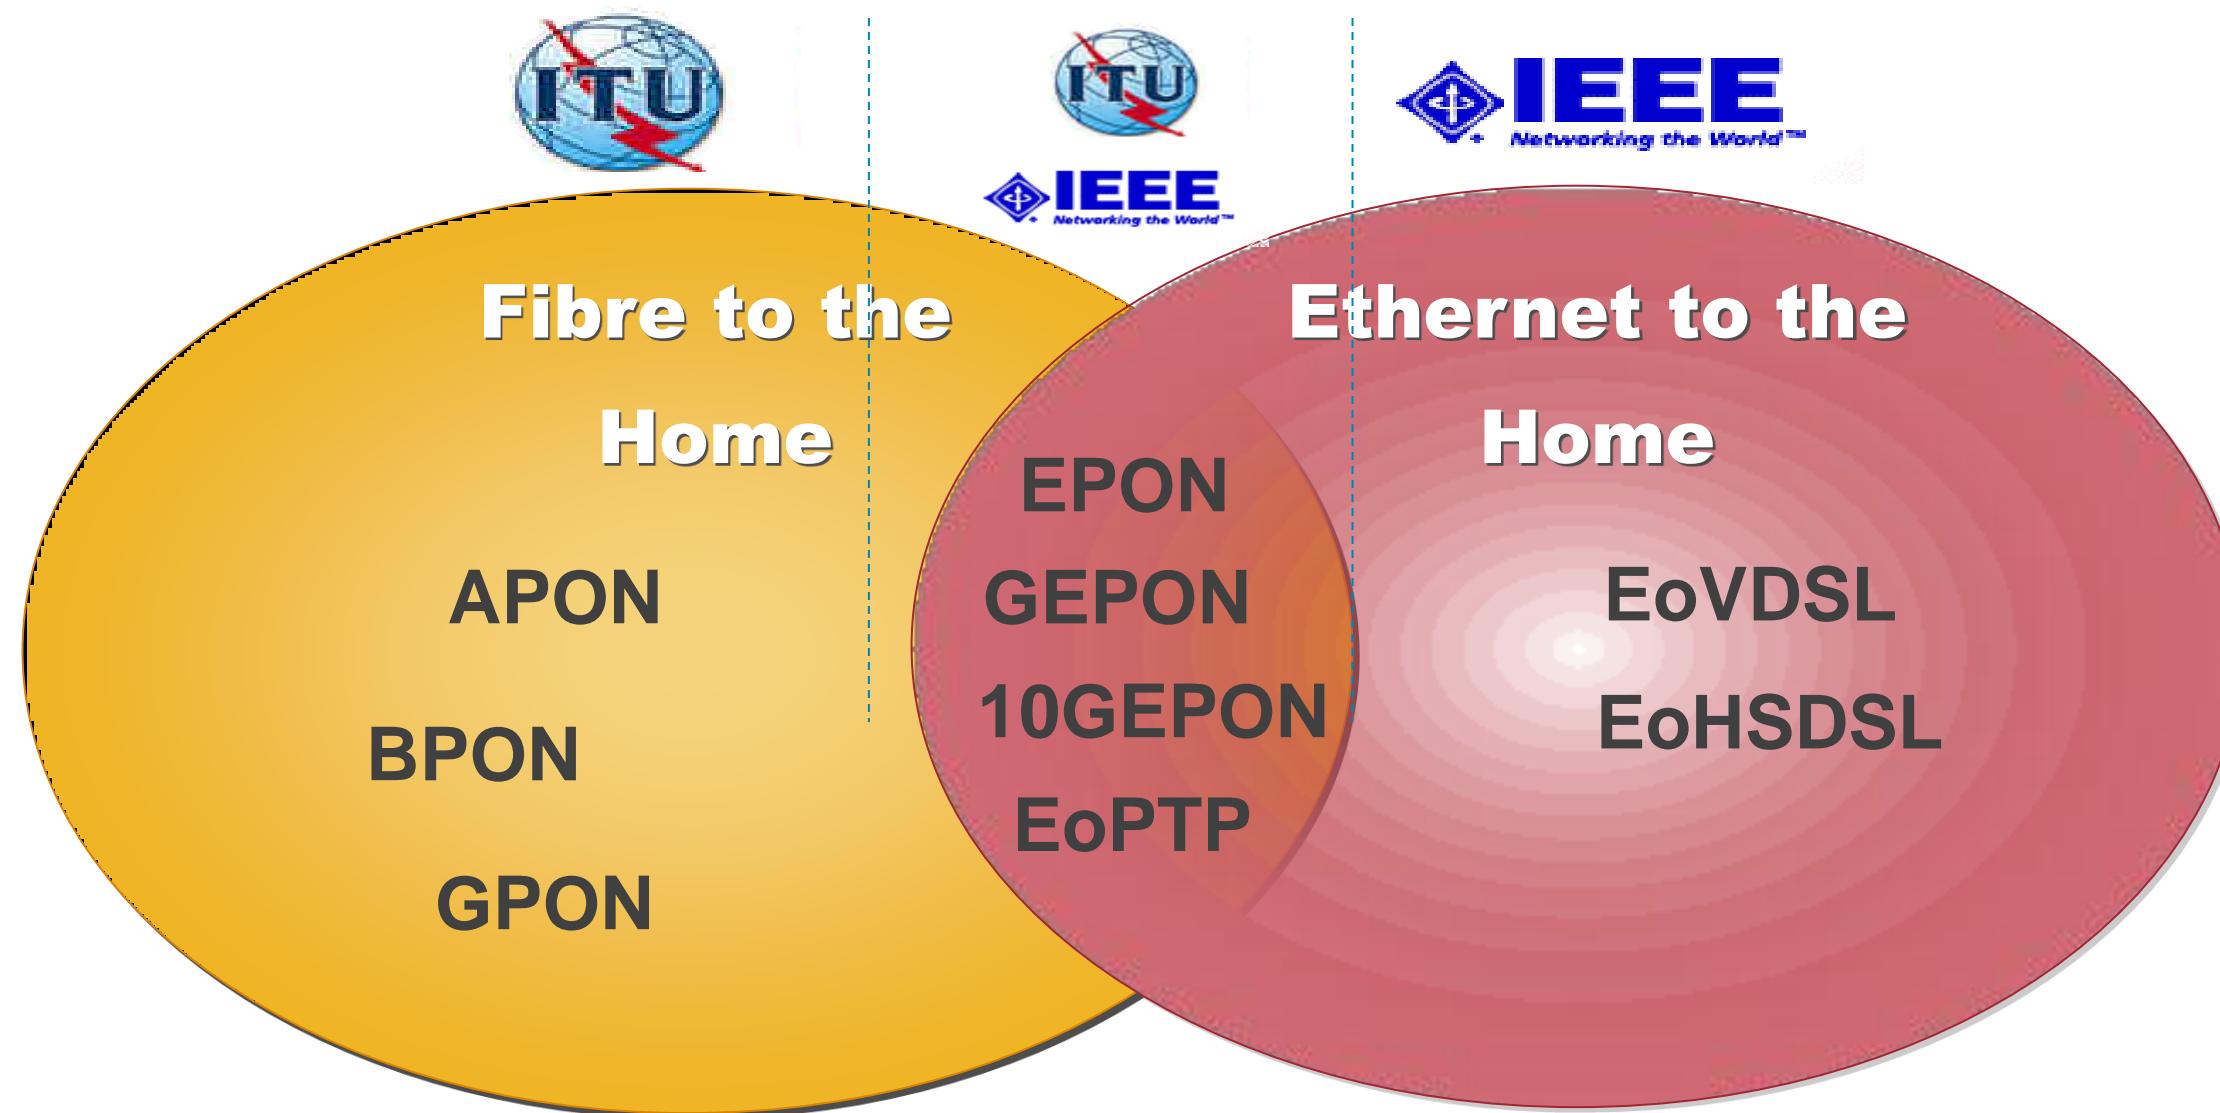 ITU
ITU
IEEE
Networking the World™
IEEE
Networking the World™
Fibre to the
Home
APON
BPON
GPON
EPON
GEPON
10GEPON
EoPTP
Ethernet to the
Home
EoVDSL
EoHSDSL